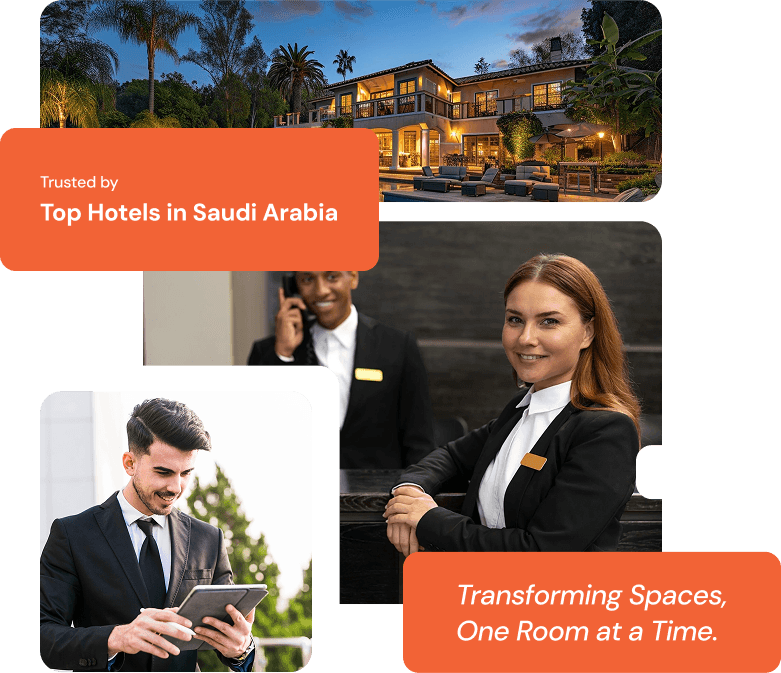 Trusted by
Top Hotels in Saudi Arabia
Transforming Spaces,
One Room at a Time.